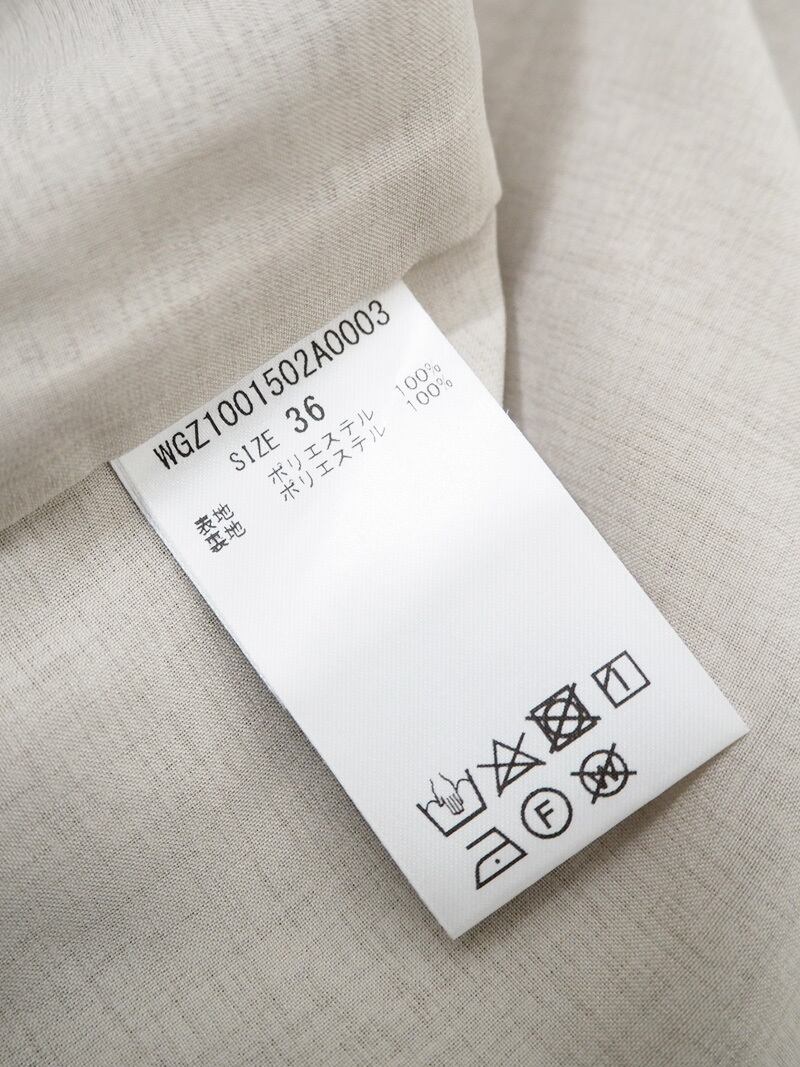 WGZ1001502A0003
SIZE 36
表地 ポリエステル 100%
裏地 ポリエステル 100%
F
W